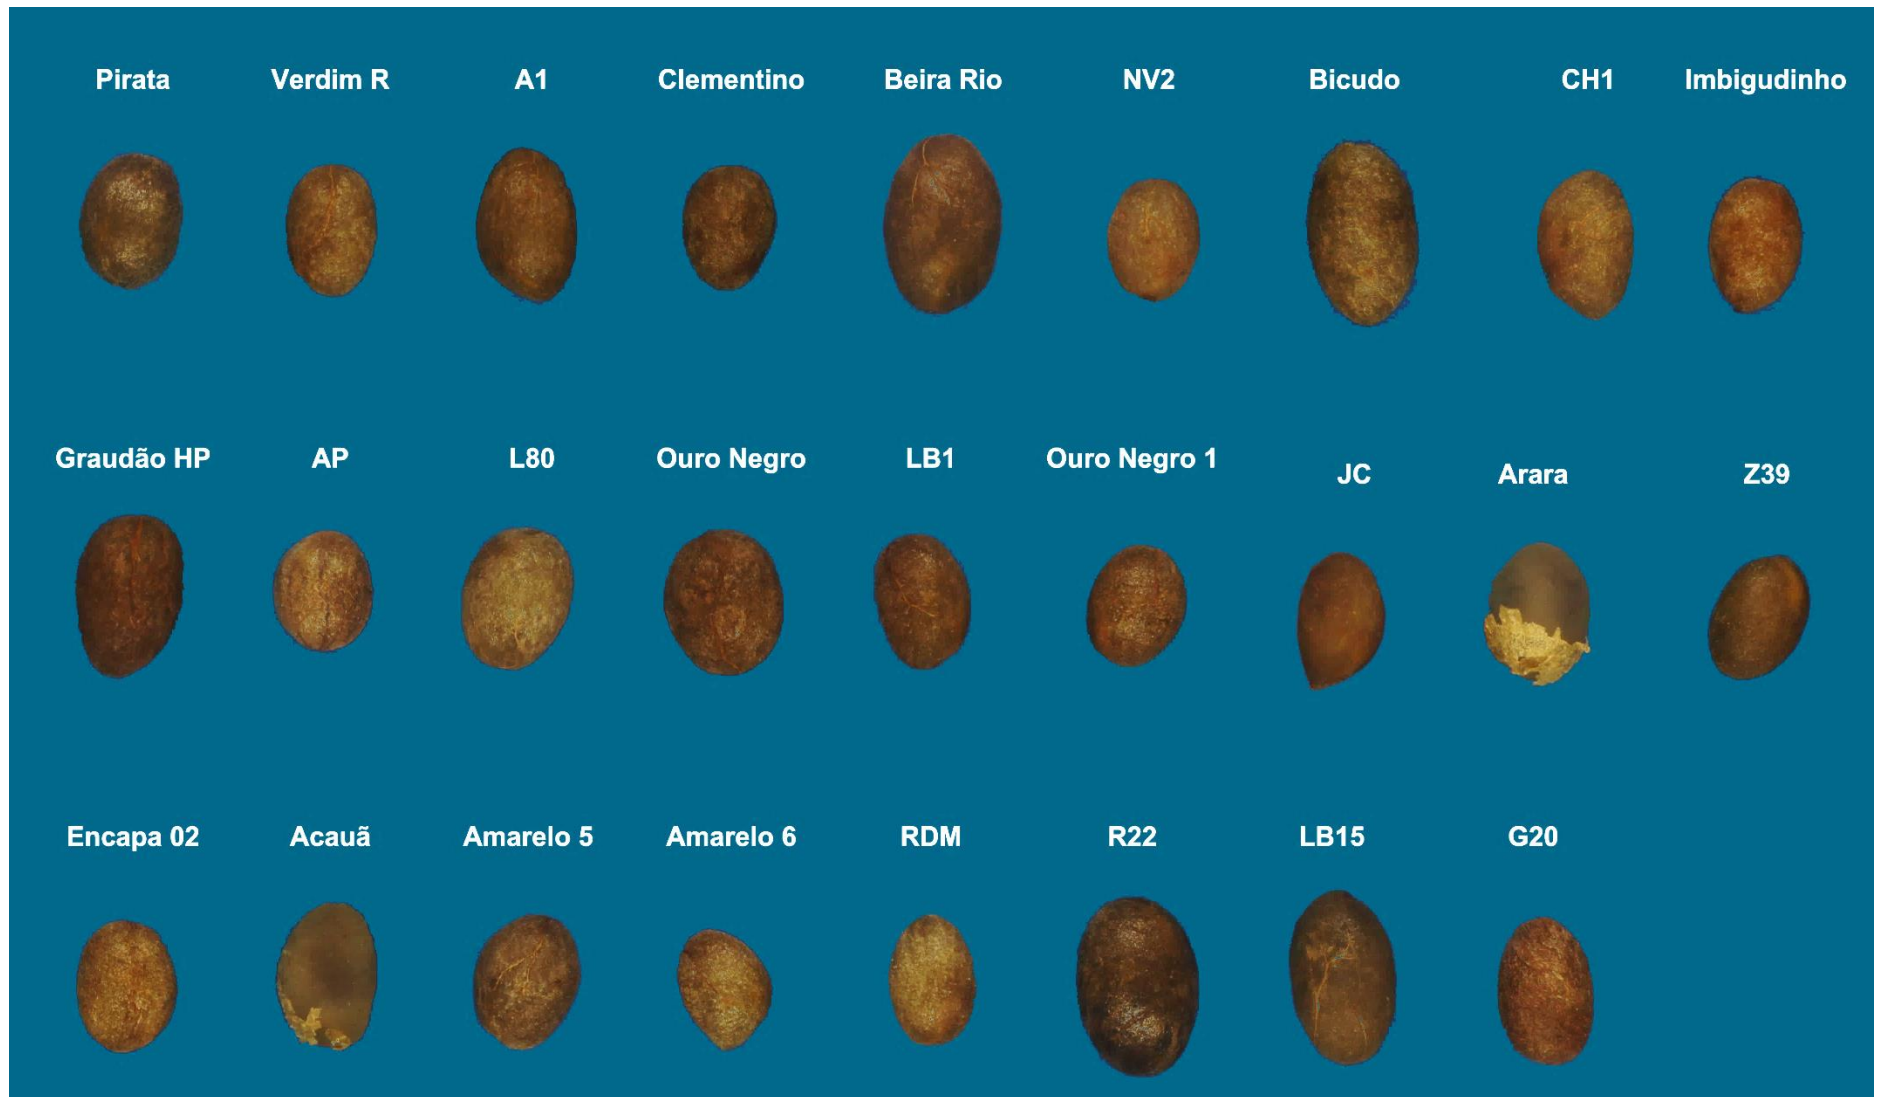 Pirata
Verdim R
A1
Clementino
Beira Rio
NV2
Bicudo
CH1
Imbigudinho
Graudão HP
AP
L80
Ouro Negro
LB1
Ouro Negro 1
JC
Arara
Z39
Encapa 02
Acauã
Amarelo 5
Amarelo 6
RDM
R22
LB15
G20